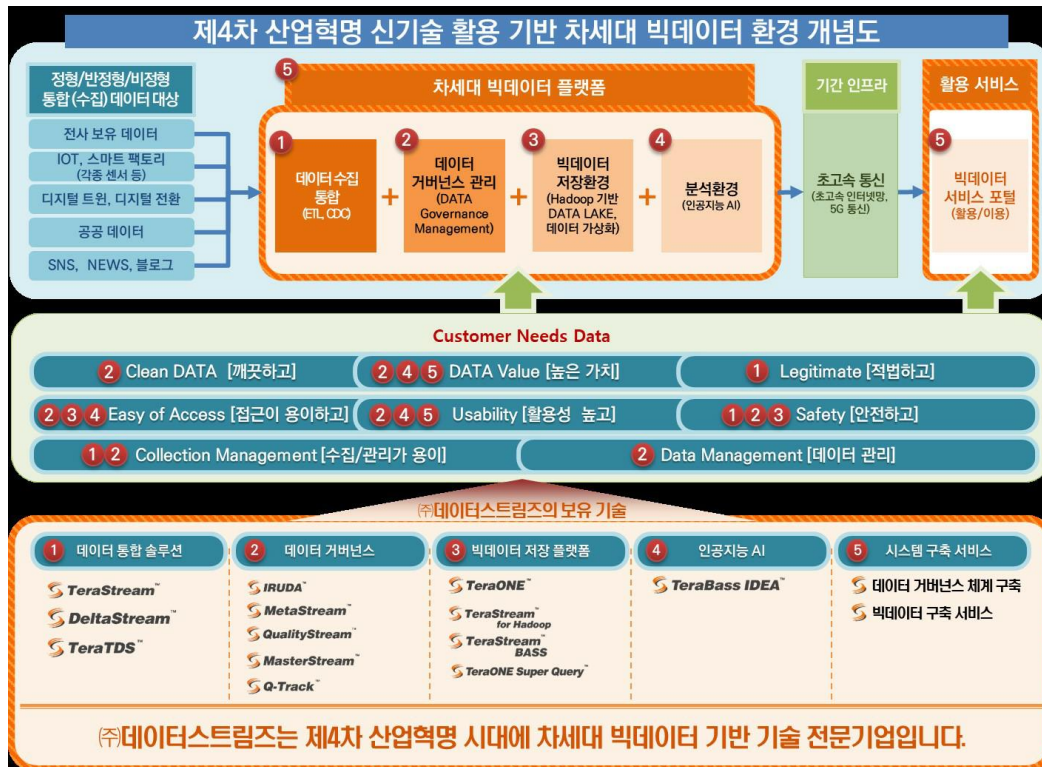 제4차 산업혁명 신기술 활용 기반 차세대 빅데이터 환경 개념도
정형/반정형/비정형
통합 (수집) 데이터 대상
전사 보유 데이터
IOT, 스마트 팩토리
(각종 센서 등)
디지털 트윈, 디지털 전환
공공 데이터
SNS, NEWS, 블로그
5
차세대 빅데이터 플랫폼
1
데이터 수집
통합
(ETL, CDC)
+
2
데이터
거버넌스 관리
(DATA
Governance
Management)
+
3
빅데이터
저장환경
(Hadoop 기반
DATA LAKE,
데이터 가상화)
+
4
분석환경
(인공지능 AI)
기간 인프라
초고속 통신
(초고속 인터넷망,
5G 통신)
활용 서비스
5
빅데이터
서비스 포털
(활용/이용)
Customer Needs Data
2 Clean DATA [깨끗하고]
2 4 5 DATA Value [높은 가치]
1 Legitimate [적법하고]
2 3 4 Easy of Access [접근이 용이하고]
2 4 5 Usability [활용성 높고]
1 2 3 Safety [안전하고]
1 2 Collection Management [수집/관리가 용이]
2 Data Management [데이터 관리]
㈜데이터스트림즈의 보유 기술
1 데이터 통합 솔루션
TeraStream™
DeltaStream™
TeraTDS™
2 데이터 거버넌스
IRUDA™
MetaStream™
QualityStream™
MasterStream™
Q-Track™
3 빅데이터 저장 플랫폼
TeraONE™
TeraStream™
for Hadoop
TeraStream™
BASS
TeraONE Super Query™
4 인공지능 AI
TeraBass IDEA™
5 시스템 구축 서비스
데이터 거버넌스 체계 구축
빅데이터 구축 서비스
㈜데이터스트림즈는 제4차 산업혁명 시대에 차세대 빅데이터 기반 기술 전문기업입니다.